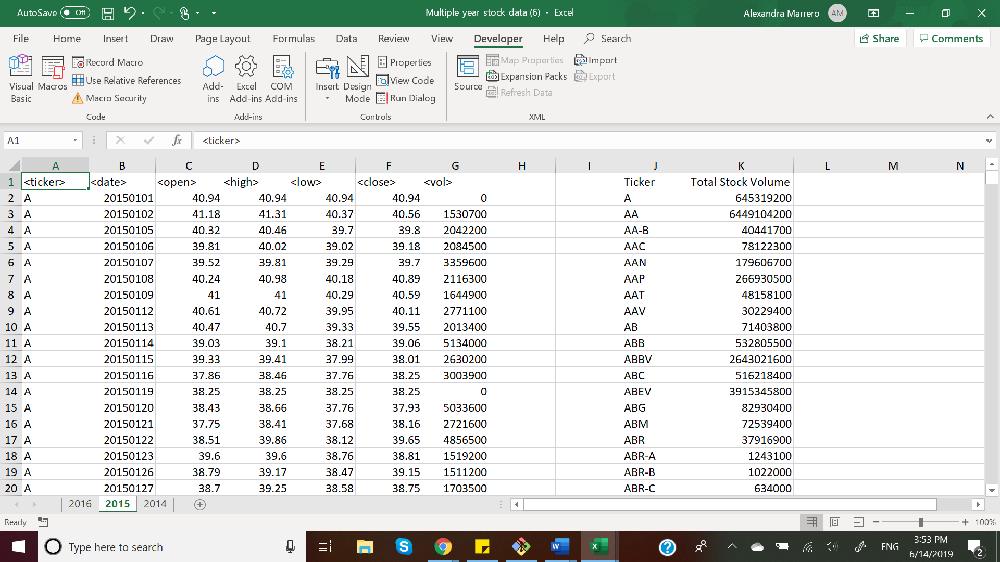 AutoSave Off Multiple_year_stock_data (6) - Excel Alexandra Marrero AM
File Home Insert Draw Page Layout Formulas Data Review View Developer Help Search Share Comments
Visual Basic
Macros
Record Macro
Use Relative References
Macro Security
Code
Add-ins
Excel Add-ins
COM Add-ins
Add-ins
Insert
Design Mode
Properties
View Code
Run Dialog
Controls
Source
Map Properties
Expansion Packs
Refresh Data
Import
Export
XML
A1 fx <ticker>
A B C D E F G H I J K L M N
1 <ticker> <date> <open> <high> <low> <close> <vol> Ticker Total Stock Volume
2 A 20150101 40.94 40.94 40.94 40.94 0 A 645319200
3 A 20150102 41.18 41.31 40.37 40.56 1530700 AA 6449104200
4 A 20150105 40.32 40.46 39.7 39.8 2042200 AA-B 40441700
5 A 20150106 39.81 40.02 39.02 39.18 2084500 AAC 78122300
6 A 20150107 39.52 39.81 39.29 39.7 3359600 AAN 179606700
7 A 20150108 40.24 40.98 40.18 40.89 2116300 AAP 266930500
8 A 20150109 41 41 40.29 40.59 1644900 AAT 48158100
9 A 20150112 40.61 40.72 39.95 40.11 2771100 AAV 30229400
10 A 20150113 40.47 40.7 39.33 39.55 2013400 AB 71403800
11 A 20150114 39.03 39.1 38.21 39.06 5134000 ABB 532805500
12 A 20150115 39.33 39.41 37.99 38.01 2630200 ABBV 2643021600
13 A 20150116 37.86 38.46 37.76 38.25 3003900 ABC 516218400
14 A 20150119 38.25 38.25 38.25 38.25 0 ABEV 3915345800
15 A 20150120 38.43 38.66 37.76 37.93 5033600 ABG 82930400
16 A 20150121 37.75 38.41 37.68 38.16 2721600 ABM 72539400
17 A 20150122 38.51 39.86 38.12 39.65 4856500 ABR 37916900
18 A 20150123 39.6 39.6 38.76 38.81 1519200 ABR-A 1243100
19 A 20150126 38.79 39.17 38.47 39.15 1511200 ABR-B 1022000
20 A 20150127 38.7 39.25 38.58 38.75 1703500 ABR-C 634000
2016 2015 2014
Ready 100%
Type here to search ENG 3:53 PM
6/14/2019 2